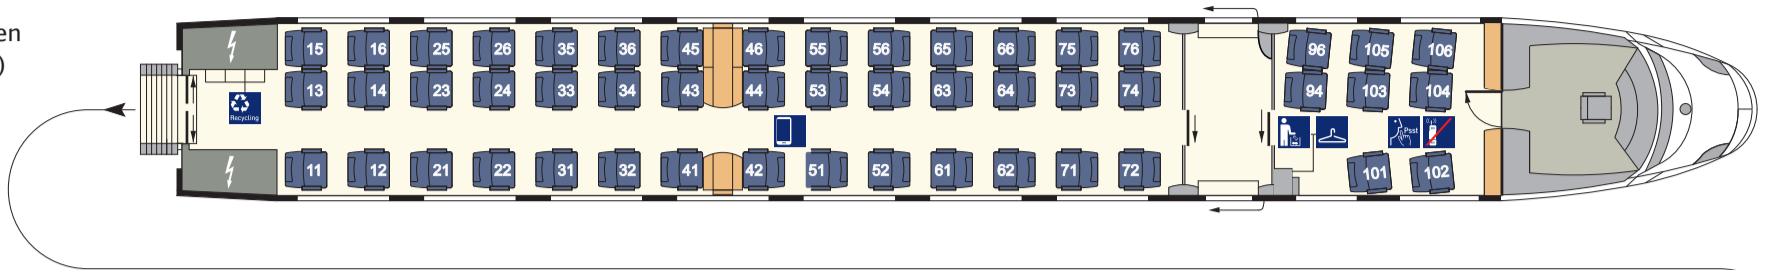 en
)
15 16 25 26 35 36 45 46 55 56 65 66 75 76 96 105 106
13 14 23 24 33 34 43 44 53 54 63 64 73 74 94 103 104
Recycling
Psst
11 12 21 22 31 32 41 42 51 52 61 62 71 72 101 102